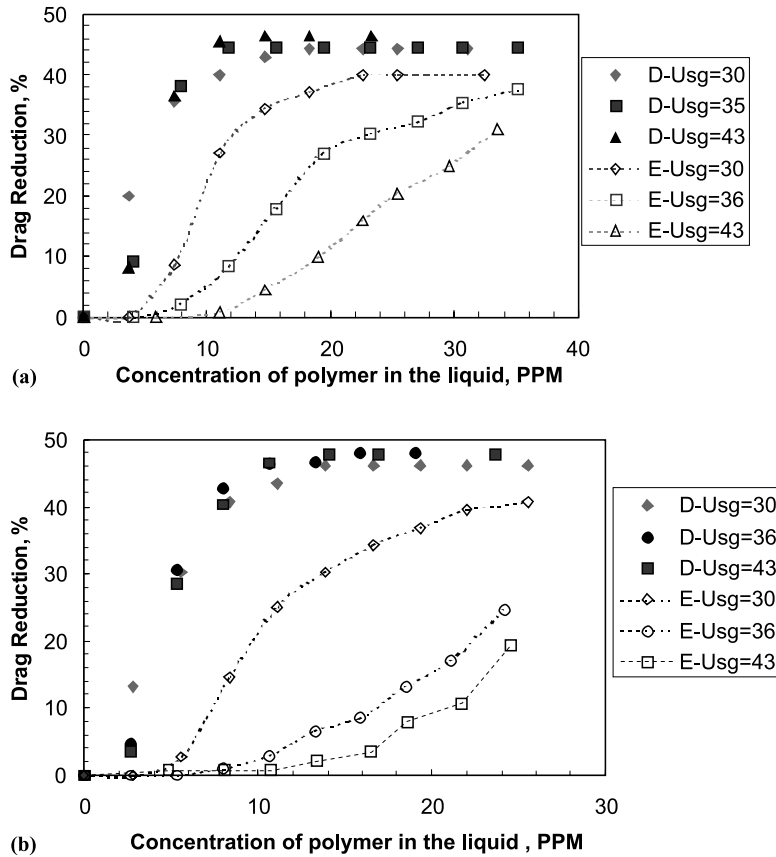 50
40
30
20
10
0
Drag Reduction, %
0 10 20 30 40
Concentration of polymer in the liquid, PPM
(a)
D-Usg=30
D-Usg=35
D-Usg=43
E-Usg=30
E-Usg=36
E-Usg=43
50
40
30
20
10
0
Drag Reduction, %
0 10 20 30
Concentration of polymer in the liquid , PPM
(b)
D-Usg=30
D-Usg=36
D-Usg=43
E-Usg=30
E-Usg=36
E-Usg=43